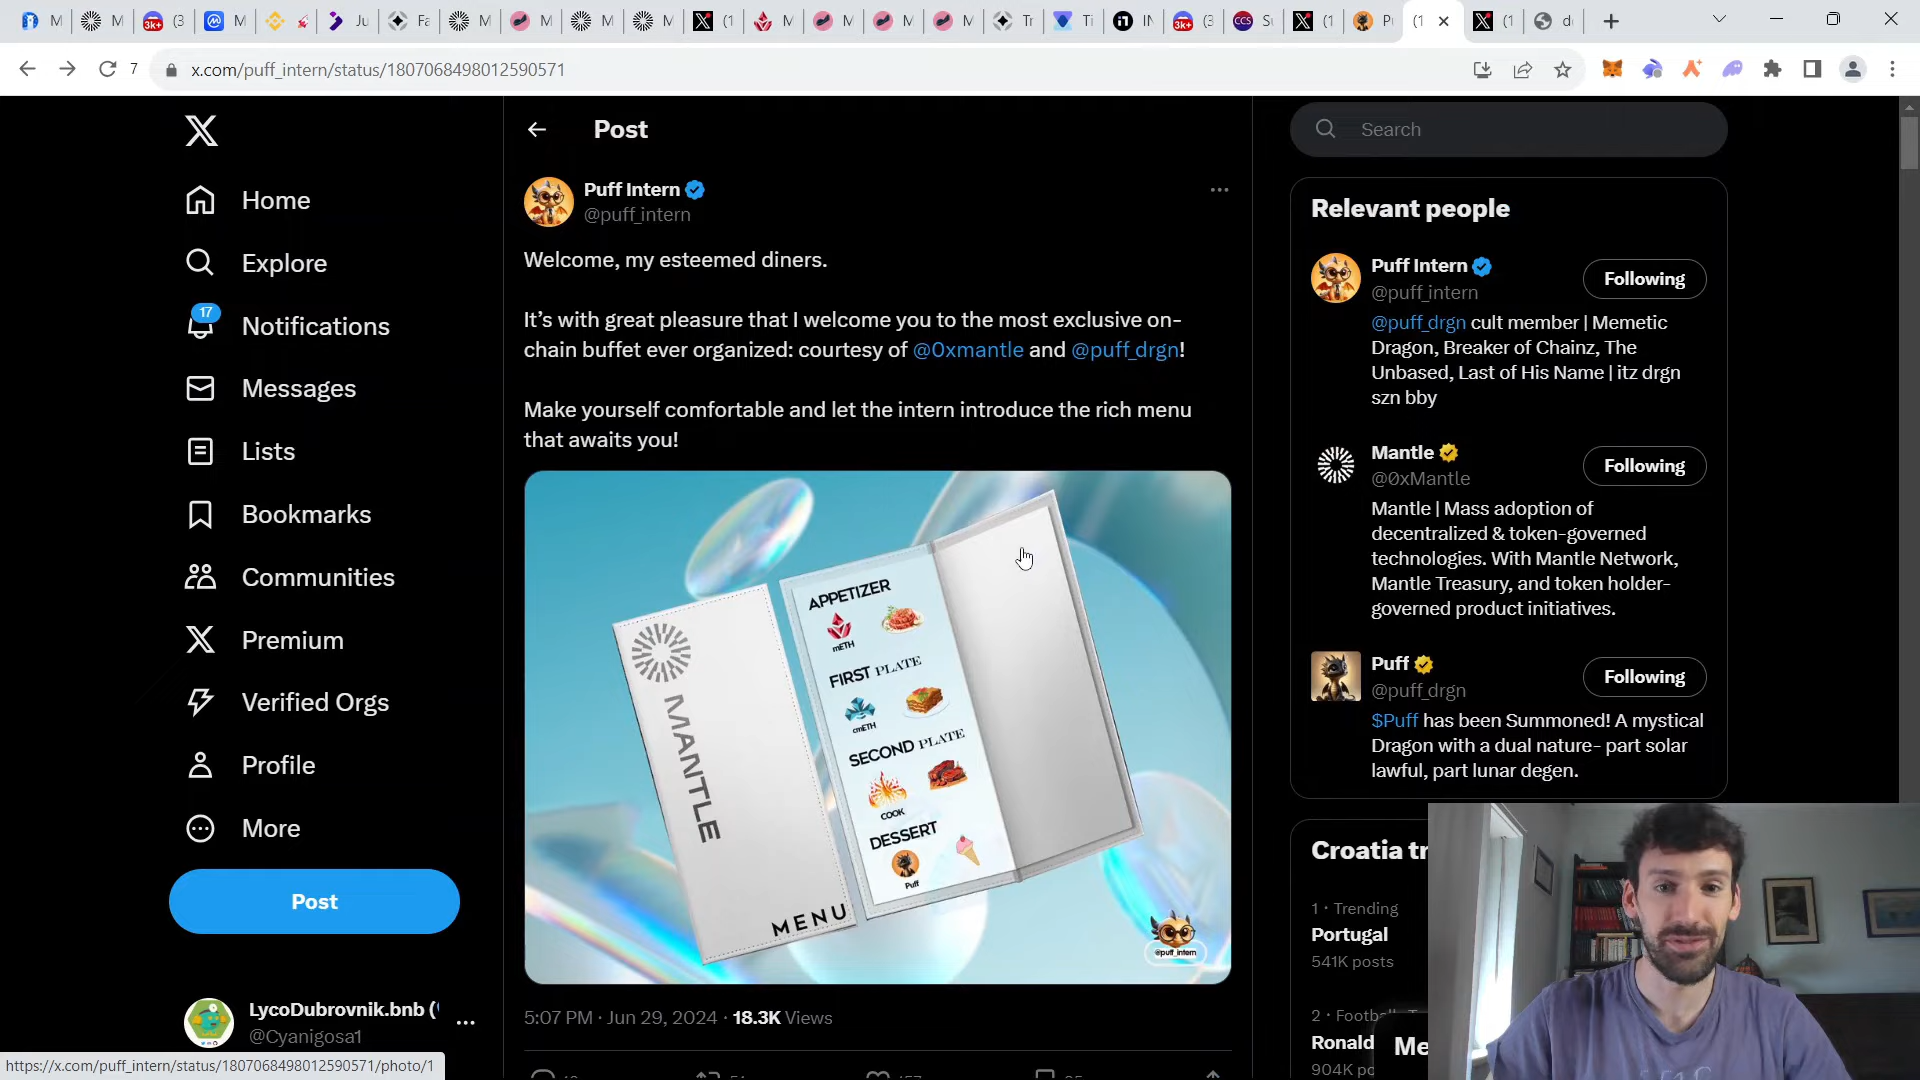 7
x.com/puff_intern/status/1807068498012590571
Post
Search
Home
Explore
17
Notifications
Messages
Lists
Bookmarks
Communities
Premium
Verified Orgs
Profile
More
Post
LycoDubrovnik.bnb (
@Cyanigosa1
https://x.com/puff_intern/status/1807068498012590571/photo/1
Puff Intern
@puff_intern
Welcome, my esteemed diners.
It's with great pleasure that I welcome you to the most exclusive on-
chain buffet ever organized: courtesy of @0xmantle and @puff_drgn!
Make yourself comfortable and let the intern introduce the rich menu
that awaits you!
MANTLE
MENU
APPETIZER
mETH
FIRST PLATE
cmETH
SECOND PLATE
COOK
DESSERT
Puff
@puff_intern
5:07 PM · Jun 29, 2024 · 18.3K Views
Relevant people
Puff Intern
@puff_intern
Following
@puff_drgn cult member | Memetic
Dragon, Breaker of Chainz, The
Unbased, Last of His Name | itz drgn
szn bby
Mantle
@0xMantle
Following
Mantle | Mass adoption of
decentralized & token-governed
technologies. With Mantle Network,
Mantle Treasury, and token holder-
governed product initiatives.
Puff
@puff_drgn
Following
$Puff has been Summoned! A mystical
Dragon with a dual nature- part solar
lawful, part lunar degen.
Croatia tr
1 · Trending
Portugal
541K posts
2 · Footb
Ronald
904K po
Me